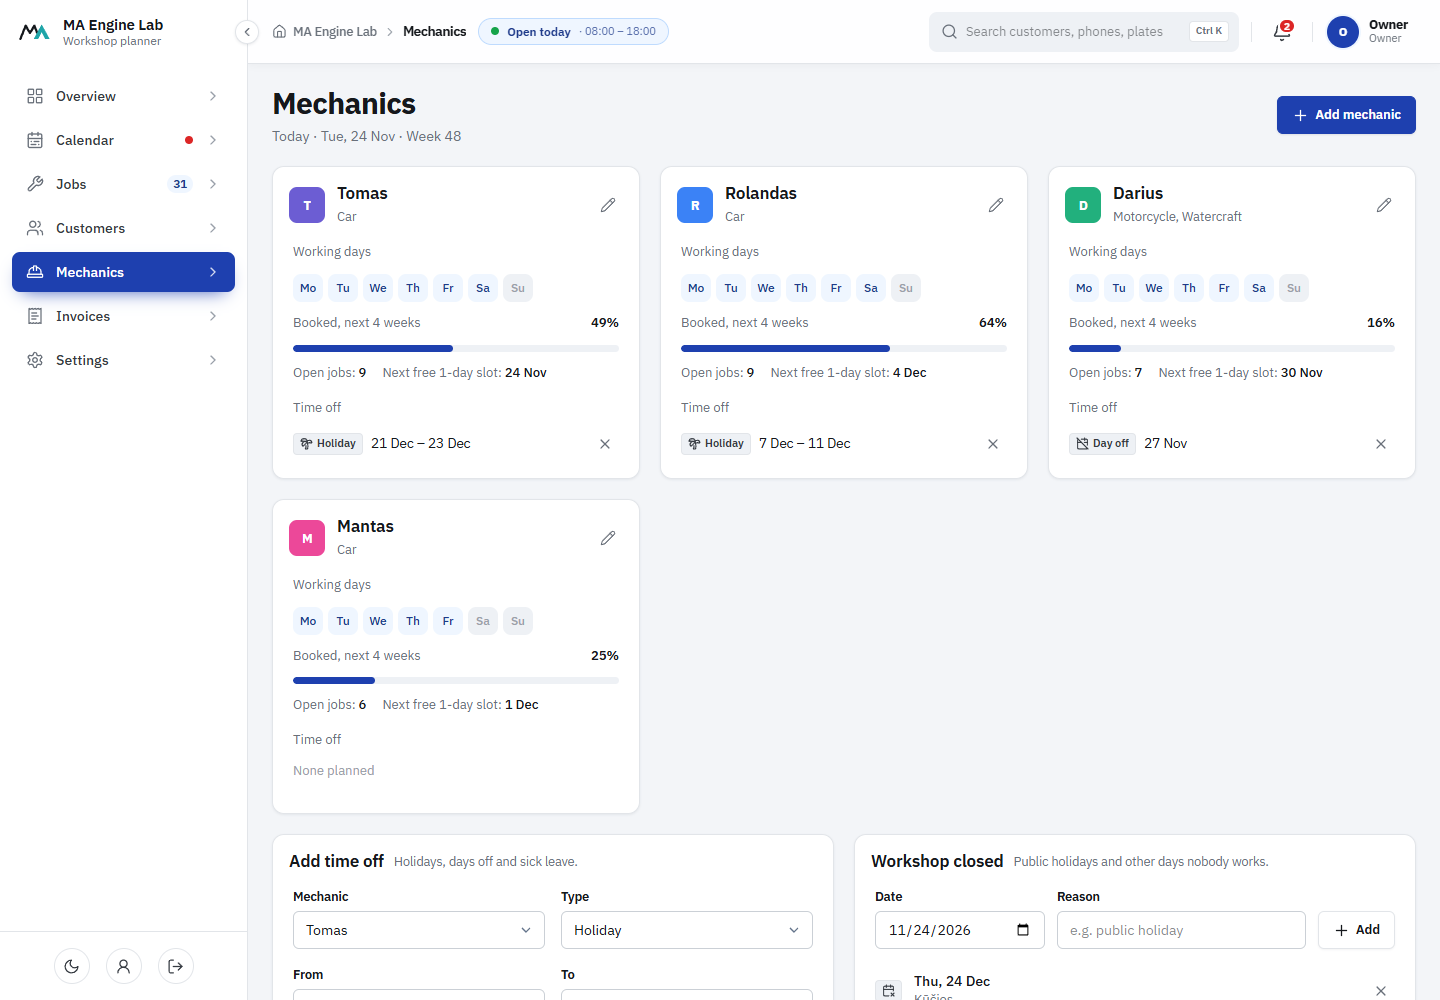 MA Engine Lab
Workshop planner
Overview
Calendar
Jobs 31
Customers
Mechanics
Invoices
Settings
MA Engine Lab > Mechanics
Open today · 08:00 – 18:00
Search customers, phones, plates Ctrl K
2
O
Owner
Owner
Mechanics
Today · Tue, 24 Nov · Week 48
Add mechanic
T
Tomas
Car
Working days
Mo Tu We Th Fr Sa Su
Booked, next 4 weeks 49%
Open jobs: 9 Next free 1-day slot: 24 Nov
Time off
Holiday 21 Dec – 23 Dec
R
Rolandas
Car
Working days
Mo Tu We Th Fr Sa Su
Booked, next 4 weeks 64%
Open jobs: 9 Next free 1-day slot: 4 Dec
Time off
Holiday 7 Dec – 11 Dec
D
Darius
Motorcycle, Watercraft
Working days
Mo Tu We Th Fr Sa Su
Booked, next 4 weeks 16%
Open jobs: 7 Next free 1-day slot: 30 Nov
Time off
Day off 27 Nov
M
Mantas
Car
Working days
Mo Tu We Th Fr Sa Su
Booked, next 4 weeks 25%
Open jobs: 6 Next free 1-day slot: 1 Dec
Time off
None planned
Add time off Holidays, days off and sick leave.
Mechanic Type
Tomas Holiday
From To
Workshop closed Public holidays and other days nobody works.
Date Reason
11/24/2026 e.g. public holiday Add
Thu, 24 Dec
Kūčios